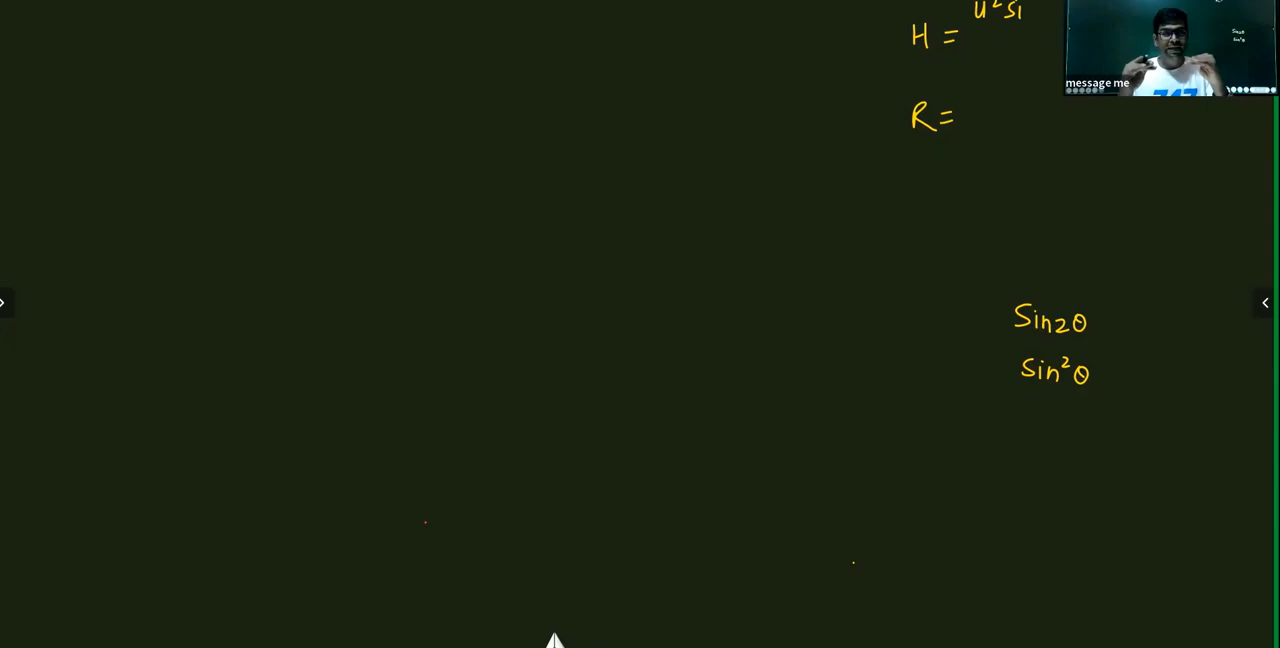 u²si
H =
R =
Sin2θ
Sin²θ
message me